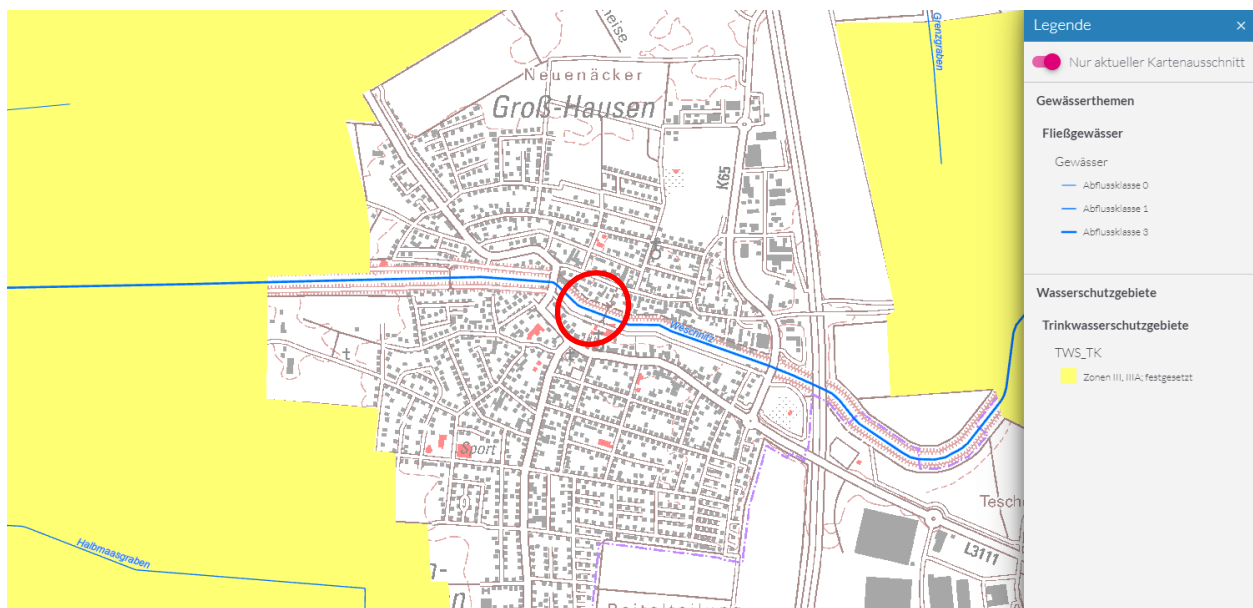 Grenzgraben
Neuenäcker
Groß-Hausen
K65
Weschnitz
Sport
Halbmaasgraben
L3111
Legende ×
Nur aktueller Kartenausschnitt
Gewässerthemen
Fließgewässer
Gewässer
Abflussklasse 0
Abflussklasse 1
Abflussklasse 3
Wasserschutzgebiete
Trinkwasserschutzgebiete
TWS_TK
Zonen III, IIIA; festgesetzt